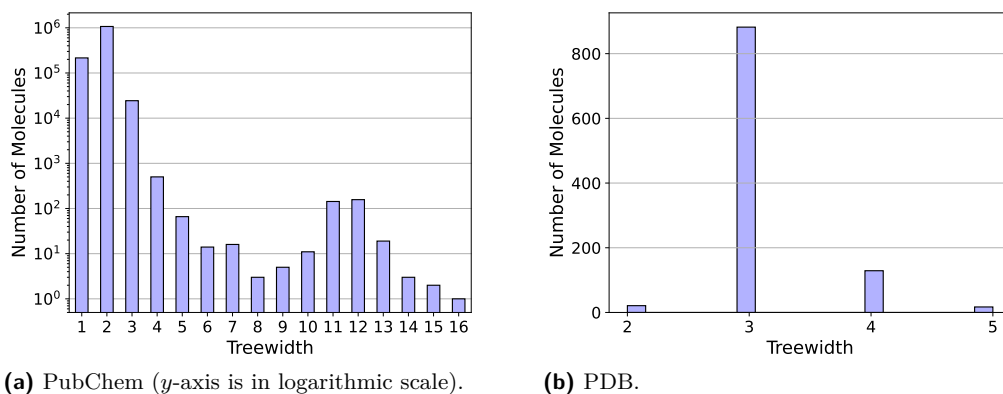 10^6
10^5
10^4
10^3
10^2
10^1
10^0
Number of Molecules
1 2 3 4 5 6 7 8 9 10 11 12 13 14 15 16
Treewidth
(a) PubChem (y-axis is in logarithmic scale).
800
600
400
200
0
Number of Molecules
2 3 4 5
Treewidth
(b) PDB.